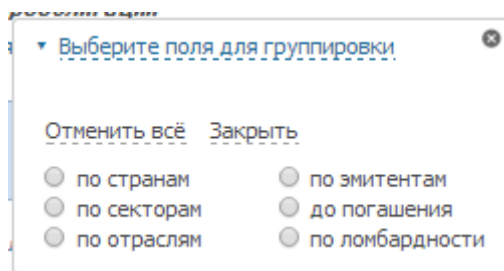 Выберите поля для группировки
Отменить всё Закрыть
по странам по эмитентам
по секторам до погашения
по отраслям по ломбардности